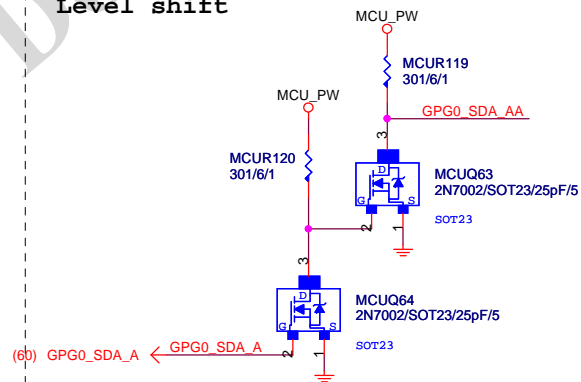 Level shift
MCU_PW
MCUR119
301/6/1
GPG0_SDA_AA
MCU_PW
MCUR120
301/6/1
3
D
G
S
2
1
MCUQ63
2N7002/SOT23/25pF/5
SOT23
3
D
G
S
2
1
MCUQ64
2N7002/SOT23/25pF/5
SOT23
(60) GPG0_SDA_A
GPG0_SDA_A